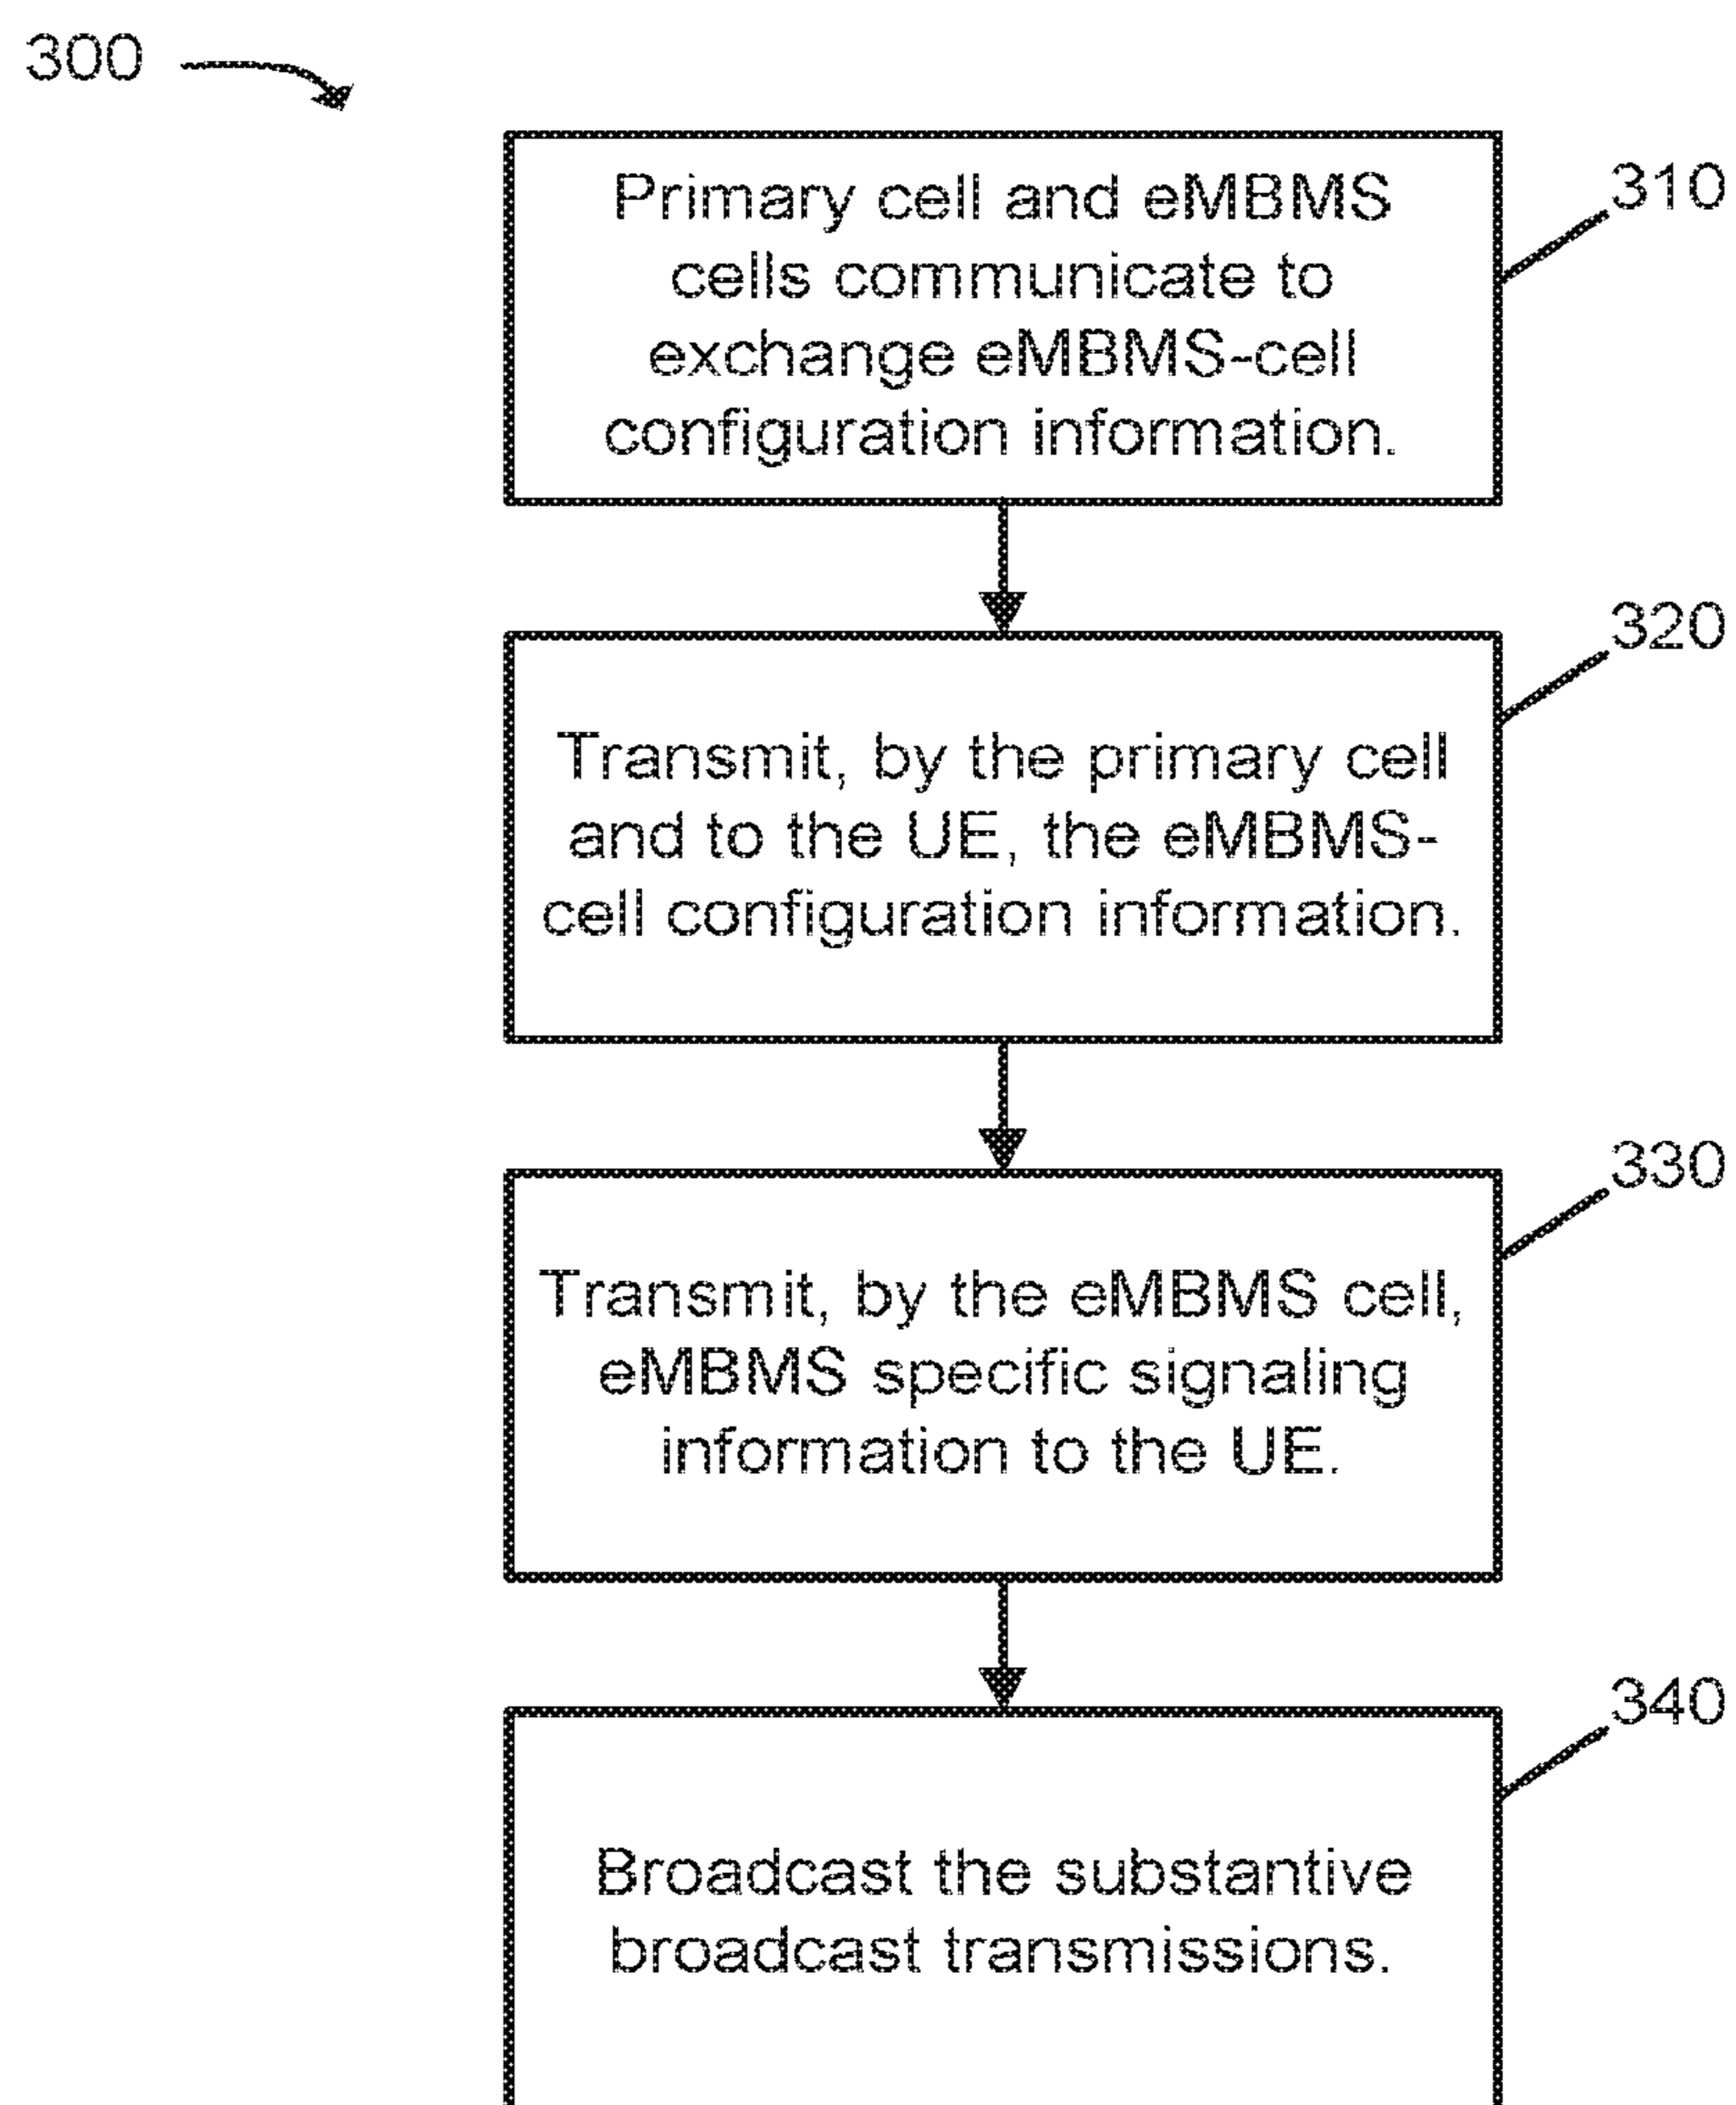 300
Primary cell and eMBMS
cells communicate to
exchange eMBMS-cell
configuration information.
310
Transmit, by the primary cell
and to the UE, the eMBMS-
cell configuration information.
320
Transmit, by the eMBMS cell,
eMBMS specific signaling
information to the UE.
330
Broadcast the substantive
broadcast transmissions.
340